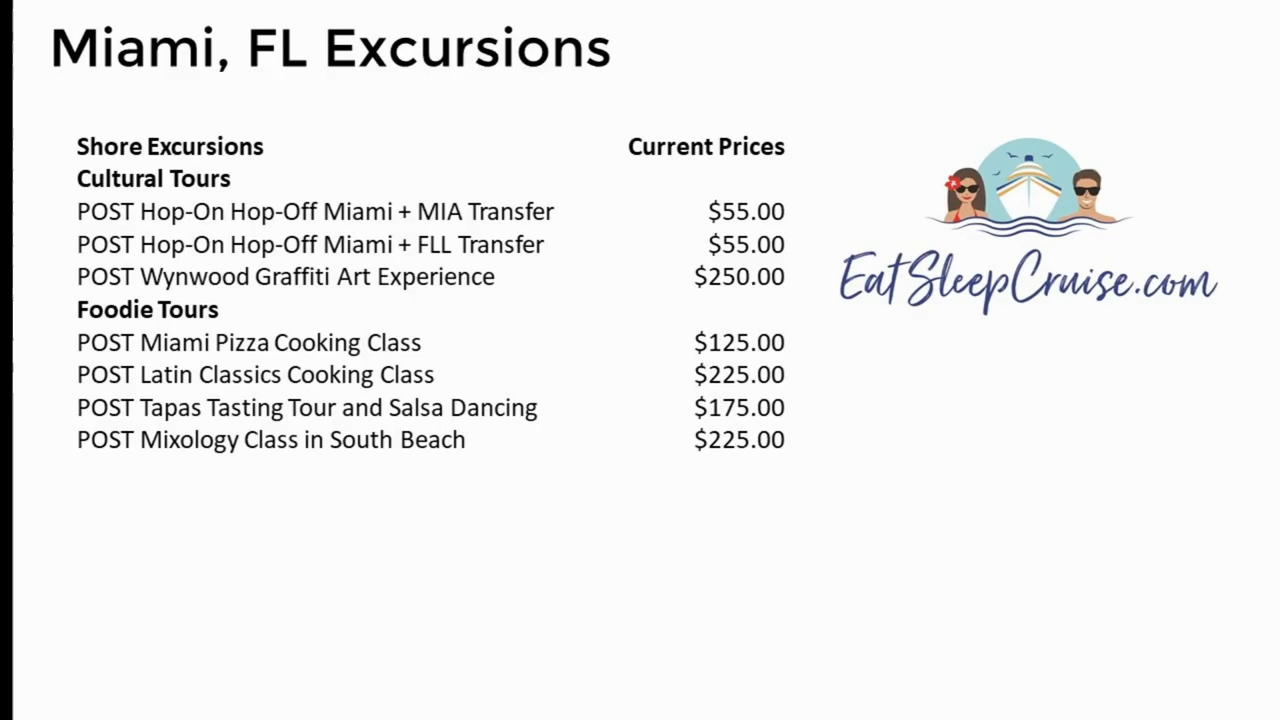 Miami, FL Excursions
Shore Excursions Current Prices
Cultural Tours
POST Hop-On Hop-Off Miami + MIA Transfer $55.00
POST Hop-On Hop-Off Miami + FLL Transfer $55.00
POST Wynwood Graffiti Art Experience $250.00
Foodie Tours
POST Miami Pizza Cooking Class $125.00
POST Latin Classics Cooking Class $225.00
POST Tapas Tasting Tour and Salsa Dancing $175.00
POST Mixology Class in South Beach $225.00
EatSleepCruise.com